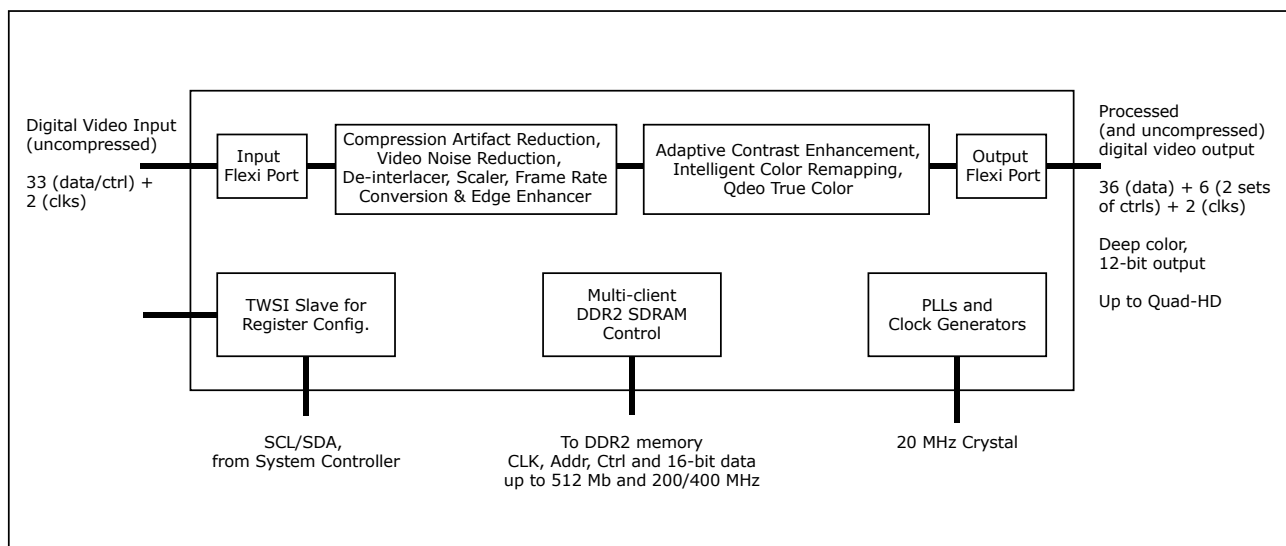 Digital Video Input
(uncompressed)
33 (data/ctrl) +
2 (clks)
Input
Flexi Port
Compression Artifact Reduction,
Video Noise Reduction,
De-interlacer, Scaler, Frame Rate
Conversion & Edge Enhancer
Adaptive Contrast Enhancement,
Intelligent Color Remapping,
Qdeo True Color
Output
Flexi Port
Processed
(and uncompressed)
digital video output
36 (data) + 6 (2 sets
of ctrls) + 2 (clks)
Deep color,
12-bit output
Up to Quad-HD
TWSI Slave for
Register Config.
Multi-client
DDR2 SDRAM
Control
PLLs and
Clock Generators
SCL/SDA,
from System Controller
To DDR2 memory
CLK, Addr, Ctrl and 16-bit data
up to 512 Mb and 200/400 MHz
20 MHz Crystal